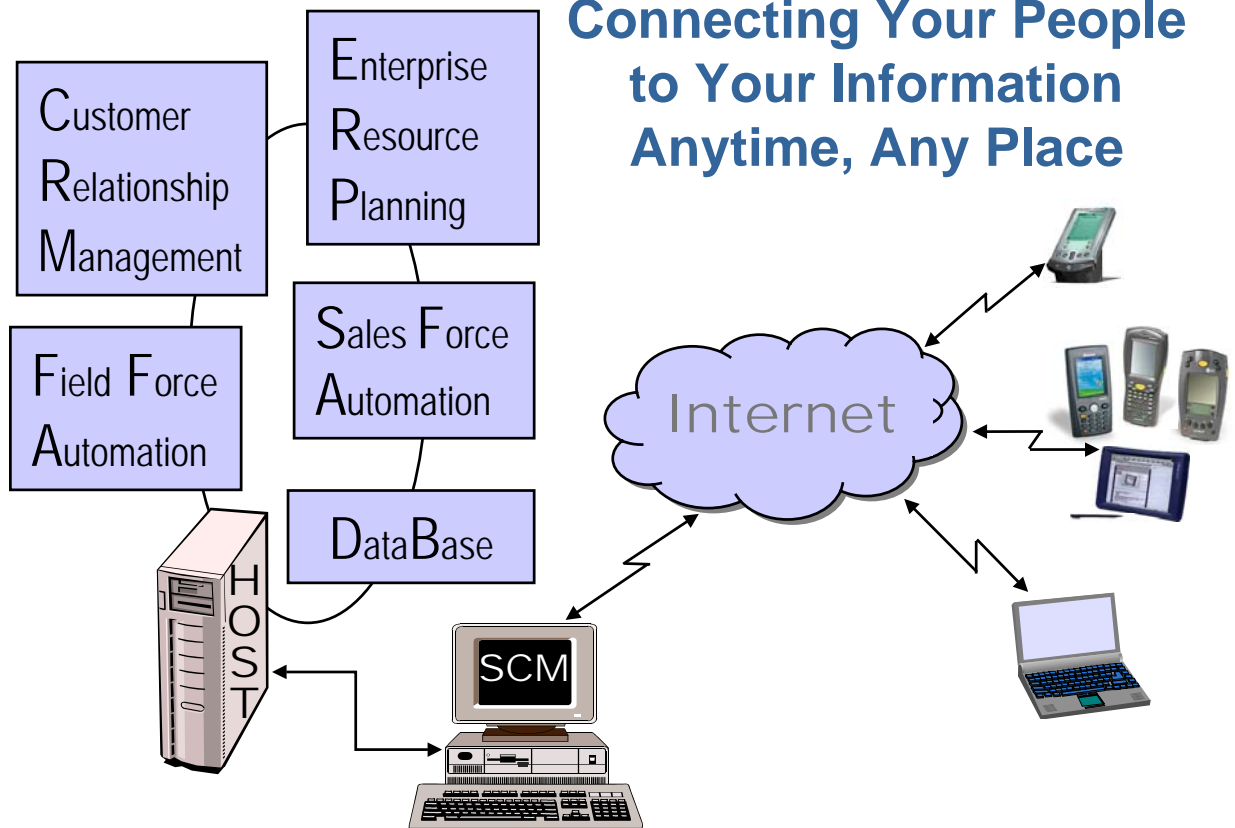 Connecting Your People
to Your Information
Anytime, Any Place
Customer
Relationship
Management
Enterprise
Resource
Planning
Field Force
Automation
Sales Force
Automation
DataBase
HOST
SCM
Internet